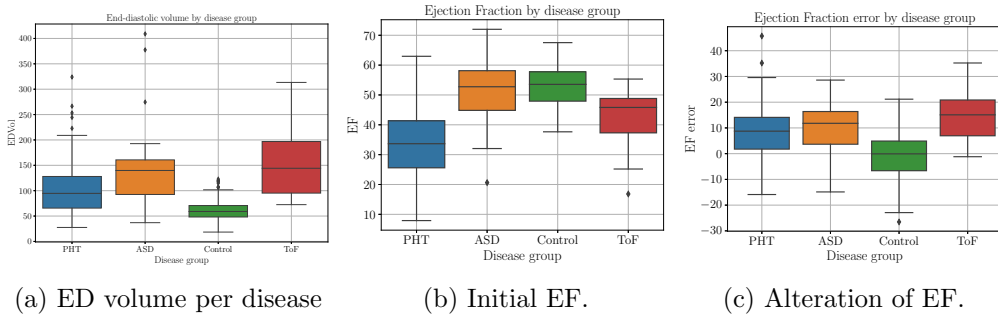 End-diastolic volume by disease group
EDVol
400
350
300
250
200
150
100
50
0
PHT ASD Control ToF
Disease group
(a) ED volume per disease
Ejection Fraction by disease group
EF
70
60
50
40
30
20
10
PHT ASD Control ToF
Disease group
(b) Initial EF.
Ejection Fraction error by disease group
EF error
40
30
20
10
0
−10
−20
−30
PHT ASD Control ToF
Disease group
(c) Alteration of EF.